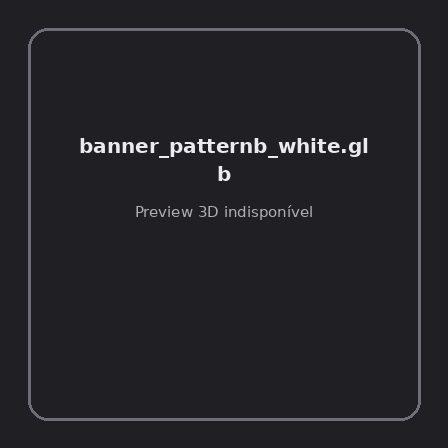 banner_patternb_white.gl
b
Preview 3D indisponível